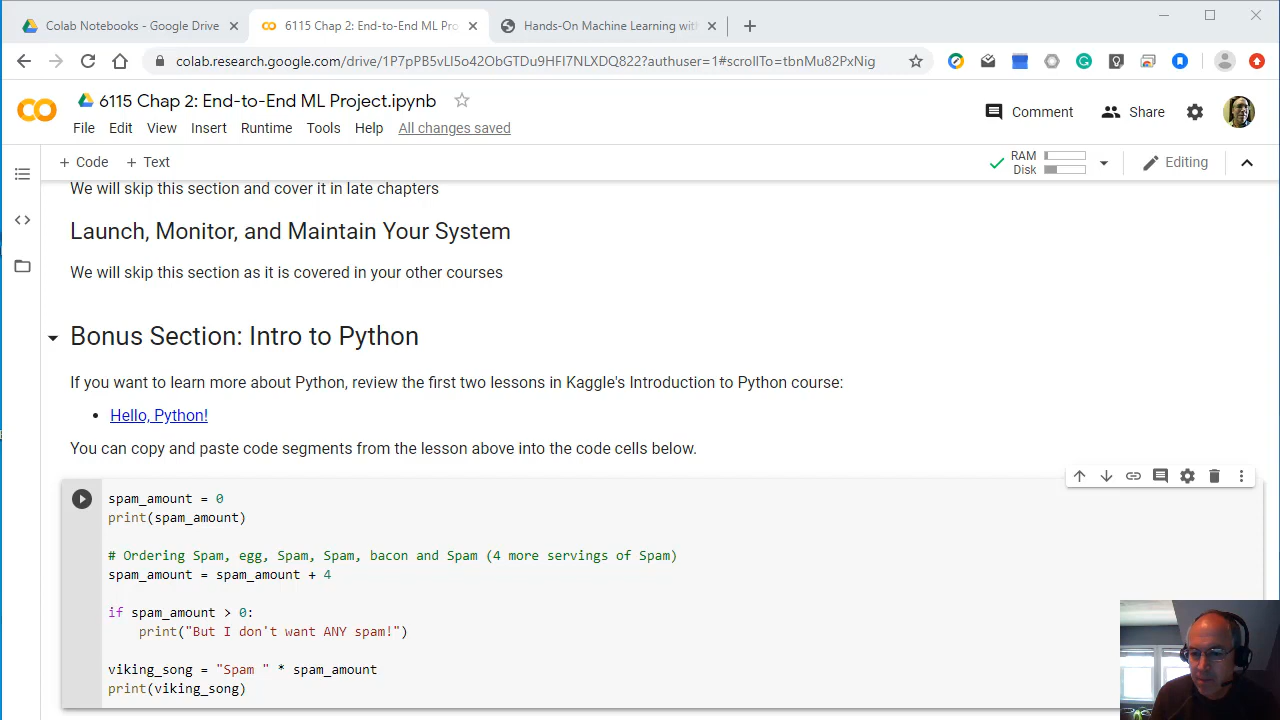 Colab Notebooks - Google Drive
6115 Chap 2: End-to-End ML Pro
Hands-On Machine Learning with
colab.research.google.com/drive/1P7pPB5vLI5o42ObGTDu9HFI7NLXDQ822?authuser=1#scrollTo=tbnMu82PxNig
6115 Chap 2: End-to-End ML Project.ipynb
File Edit View Insert Runtime Tools Help All changes saved
Comment Share
+ Code + Text
RAM
Disk
Editing
We will skip this section and cover it in late chapters
Launch, Monitor, and Maintain Your System
We will skip this section as it is covered in your other courses
Bonus Section: Intro to Python
If you want to learn more about Python, review the first two lessons in Kaggle's Introduction to Python course:
• Hello, Python!
You can copy and paste code segments from the lesson above into the code cells below.
spam_amount = 0
print(spam_amount)
# Ordering Spam, egg, Spam, Spam, bacon and Spam (4 more servings of Spam)
spam_amount = spam_amount + 4
if spam_amount > 0:
    print("But I don't want ANY spam!")
viking_song = "Spam " * spam_amount
print(viking_song)